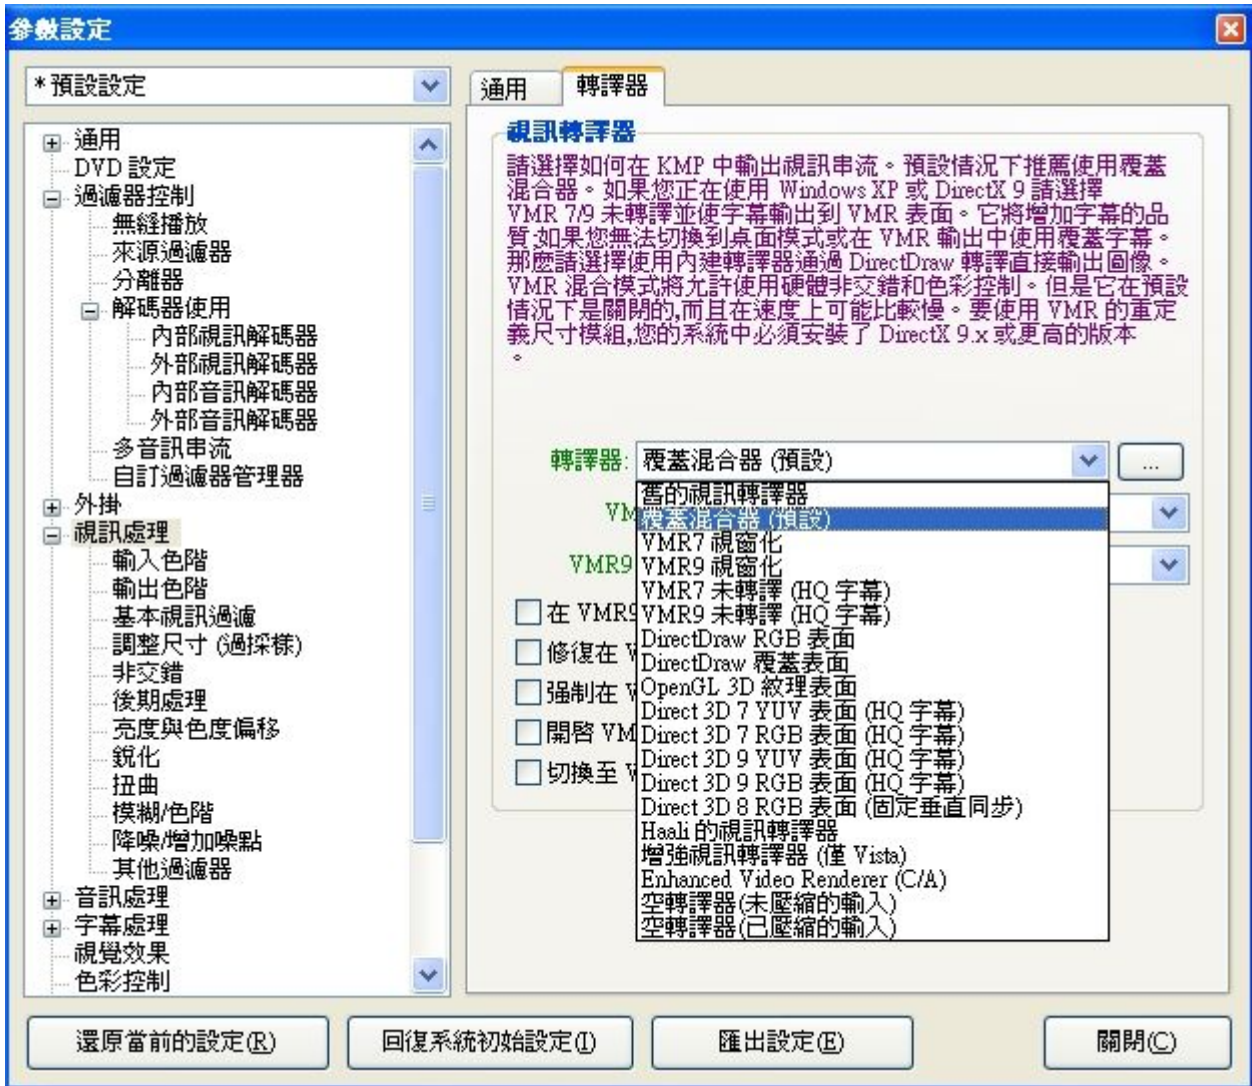 參數設定
*預設設定
通用
DVD 設定
過濾器控制
無縫播放
來源過濾器
分離器
解碼器使用
內部視訊解碼器
外部視訊解碼器
內部音訊解碼器
外部音訊解碼器
多音訊串流
自訂過濾器管理器
外掛
視訊處理
輸入色階
輸出色階
基本視訊過濾
調整尺寸 (過採樣)
非交錯
後期處理
亮度與色度偏移
銳化
扭曲
模糊/色階
降噪/增加噪點
其他過濾器
音訊處理
字幕處理
視覺效果
色彩控制
通用
轉譯器
視訊轉譯器
請選擇如何在 KMP 中輸出視訊串流。預設情況下推薦使用覆蓋
混合器。如果您正在使用 Windows XP 或 DirectX 9 請選擇
VMR 7/9 未轉譯並使字幕輸出到 VMR 表面。它將增加字幕的品
質,如果您無法切換到桌面模式或在 VMR 輸出中使用覆蓋字幕。
那麼請選擇使用內建轉譯器通過 DirectDraw 轉譯直接輸出圖像。
VMR 混合模式將允許使用硬體非交錯和色彩控制。但是它在預設
情況下是關閉的,而且在速度上可能比較慢。要使用 VMR 的重定
義尺寸模組,您的系統中必須安裝了 DirectX 9.x 或更高的版本
。
轉譯器: 覆蓋混合器 (預設) ...
舊的視訊轉譯器
覆蓋混合器 (預設)
VMR7 視窗化
VMR9 視窗化
VMR7 未轉譯 (HQ 字幕)
VMR9 未轉譯 (HQ 字幕)
DirectDraw RGB 表面
DirectDraw 覆蓋表面
OpenGL 3D 紋理表面
Direct 3D 7 YUV 表面 (HQ 字幕)
Direct 3D 7 RGB 表面 (HQ 字幕)
Direct 3D 9 YUV 表面 (HQ 字幕)
Direct 3D 9 RGB 表面 (HQ 字幕)
Direct 3D 8 RGB 表面 (固定垂直同步)
Haali 的視訊轉譯器
增強視訊轉譯器 (僅 Vista)
Enhanced Video Renderer (C/A)
空轉譯器(未壓縮的輸入)
空轉譯器(已壓縮的輸入)
VMR9
在 VMR9
修復在
強制在
開啓 VM
切換至
還原當前的設定(R)
回復系統初始設定(I)
匯出設定(E)
關閉(C)